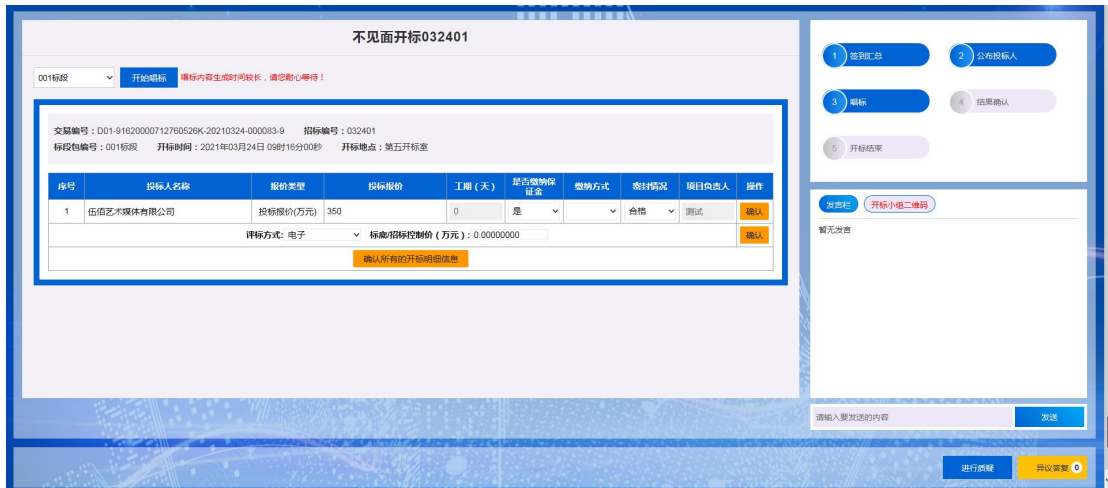 不见面开标032401
001标段 开始唱标 唱标内容生成时间较长，请您耐心等待！
交易编号：D01-91620000712760526K-20210324-000083-9 招标编号：032401
标段包编号：001标段 开标时间：2021年03月24日 09时16分00秒 开标地点：第五开标室
序号 投标人名称 报价类型 投标报价 工期（天） 是否缴纳保证金 缴纳方式 密封情况 项目负责人 操作
1 伍佰艺术媒体有限公司 投标报价(万元) 350 0 是 合格 测试 确认
评标方式: 电子 标底/招标控制价（万元）: 0.00000000 确认
确认所有的开标明细信息
1 签到汇总 2 公布投标人
3 唱标 4 结果确认
5 开标结束
发言栏 开标小组二维码
暂无发言
请输入要发送的内容 发送
进行质疑 异议答复 0